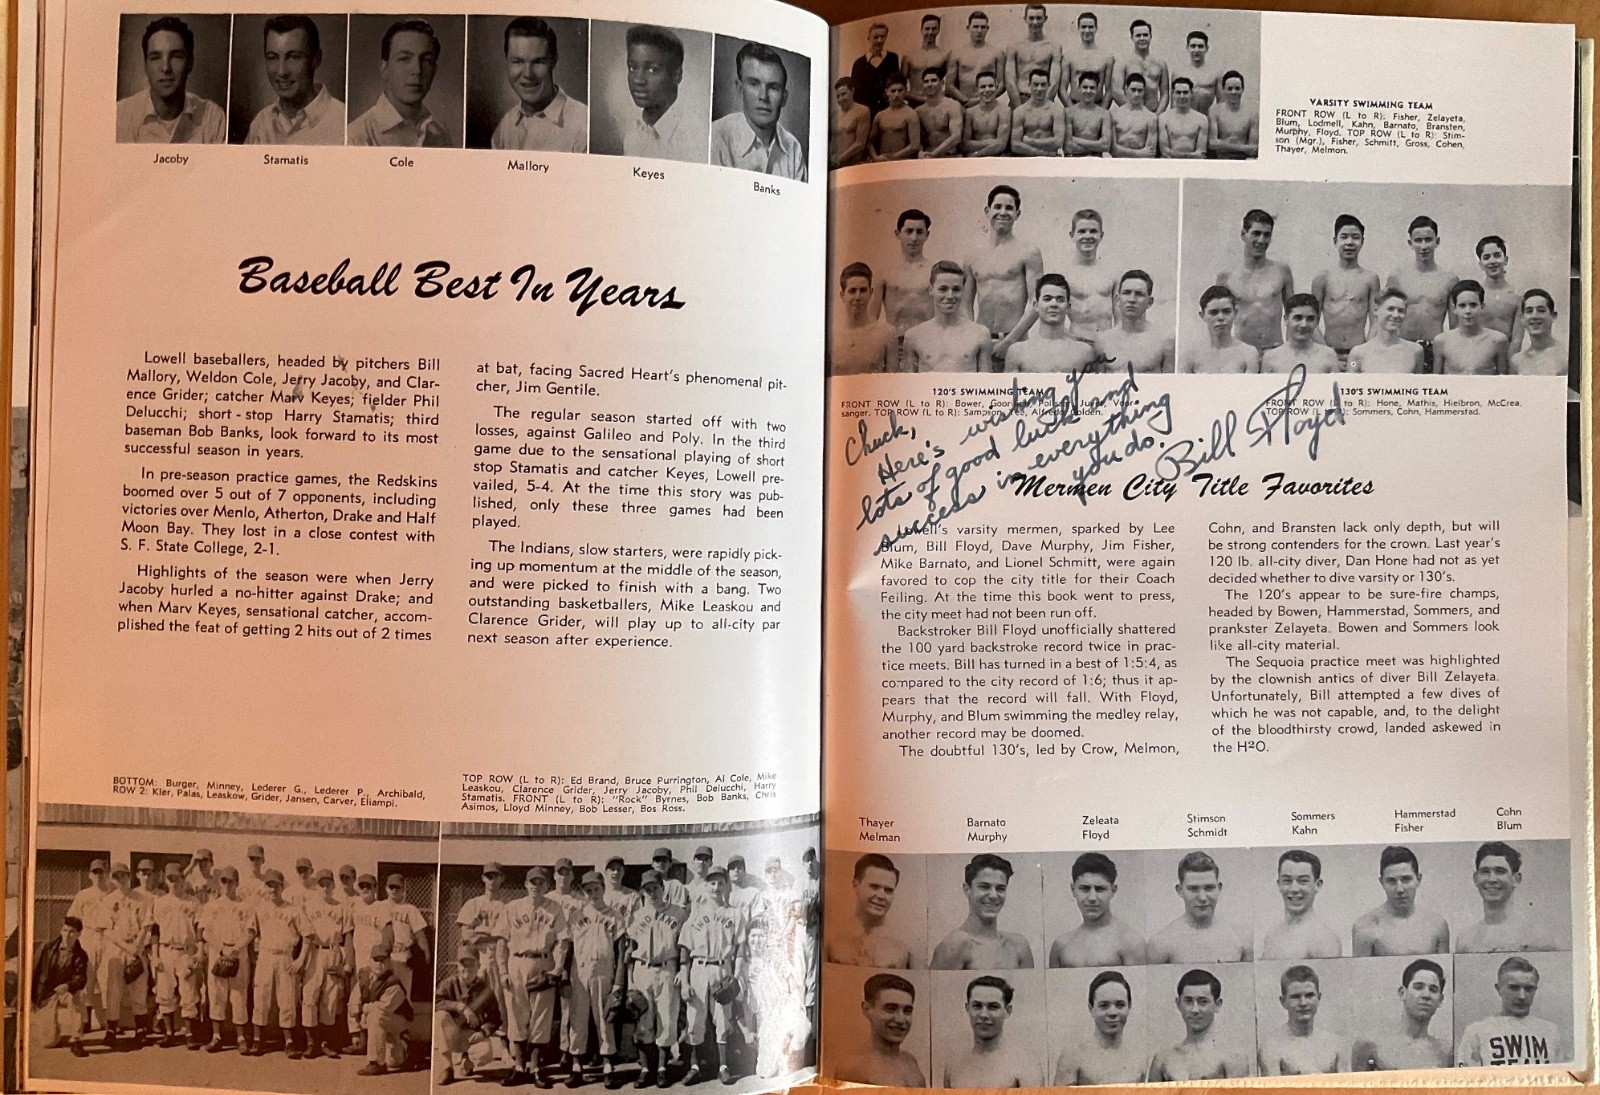 Jacoby
Stamatis
Cole
Mallory
Keyes
Banks
Baseball Best In Years
Lowell baseballers, headed by pitchers Bill
Mallory, Weldon Cole, Jerry Jacoby, and Clar-
ence Grider; catcher Marv Keyes; fielder Phil
Delucchi; short-stop Harry Stamatis; third
baseman Bob Banks, look forward to its most
successful season in years.
In pre-season practice games, the Redskins
boomed over 5 out of 7 opponents, including
victories over Menlo, Atherton, Drake and Half
Moon Bay. They lost in a close contest with
S. F. State College, 2-1.
Highlights of the season were when Jerry
Jacoby hurled a no-hitter against Drake; and
when Marv Keyes, sensational catcher, accom-
plished the feat of getting 2 hits out of 2 times
at bat, facing Sacred Heart's phenomenal pit-
cher, Jim Gentile.
The regular season started off with two
losses, against Galileo and Poly. In the third
game due to the sensational playing of short
stop Stamatis and catcher Keyes, Lowell pre-
vailed, 5-4. At the time this story was pub-
lished, only these three games had been
played.
The Indians, slow starters, were rapidly pick-
ing up momentum at the middle of the season,
and were picked to finish with a bang. Two
outstanding basketballers, Mike Leaskou and
Clarence Grider, will play up to all-city par
next season after experience.
BOTTOM: Burger, Minney, Lederer G., Lederer P., Archibald,
ROW 2: Kler, Palas, Leaskow, Grider, Jansen, Carver, Eliampi.
TOP ROW (L to R): Ed Brand, Bruce Purrington, Al Cole, Mike
Leaskou, Clarence Grider, Jerry Jacoby, Phil Delucchi, Harry
Stamatis. FRONT (L to R): "Rock" Byrnes, Bob Banks, Chris
Asimos, Lloyd Minney, Bob Lesser, Bos Ross.
VARSITY SWIMMING TEAM
FRONT ROW (L to R): Fisher, Zelayeta,
Blum, Lodmell, Kahn, Barnato, Bransten,
Murphy, Floyd. TOP ROW (L to R): Stim-
son (Mgr.), Fisher, Schmitt, Gross, Cohen,
Thayer, Melmon.
120'S SWIMMING TEAM
FRONT ROW (L to R): Bower,
sanger. TOP ROW (L to R): Sampson, Yee, Alfredo, Golden.
130'S SWIMMING TEAM
FRONT ROW (L to R): Hone, Mathis, Hielbron, McCrea,
TOP ROW (L to R): Sommers, Cohn, Hammerstad.
Chuck,
Here's wishing you
lots of good luck and
success in everything
you do.
Bill Floyd
Mermen City Title Favorites
Lowell's varsity mermen, sparked by Lee
Blum, Bill Floyd, Dave Murphy, Jim Fisher,
Mike Barnato, and Lionel Schmitt, were again
favored to cop the city title for their Coach
Feiling. At the time this book went to press,
the city meet had not been run off.
Backstroker Bill Floyd unofficially shattered
the 100 yard backstroke record twice in prac-
tice meets. Bill has turned in a best of 1:5:4, as
compared to the city record of 1:6; thus it ap-
pears that the record will fall. With Floyd,
Murphy, and Blum swimming the medley relay,
another record may be doomed.
The doubtful 130's, led by Crow, Melmon,
Cohn, and Bransten lack only depth, but will
be strong contenders for the crown. Last year's
120 lb. all-city diver, Dan Hone had not as yet
decided whether to dive varsity or 130's.
The 120's appear to be sure-fire champs,
headed by Bowen, Hammerstad, Sommers, and
prankster Zelayeta. Bowen and Sommers look
like all-city material.
The Sequoia practice meet was highlighted
by the clownish antics of diver Bill Zelayeta.
Unfortunately, Bill attempted a few dives of
which he was not capable, and, to the delight
of the bloodthirsty crowd, landed askewed in
the H2O.
Thayer Barnato Zeleata Stimson Sommers Hammerstad Cohn
Melman Murphy Floyd Schmidt Kahn Fisher Blum
INDIANS
SWIM
TEAM